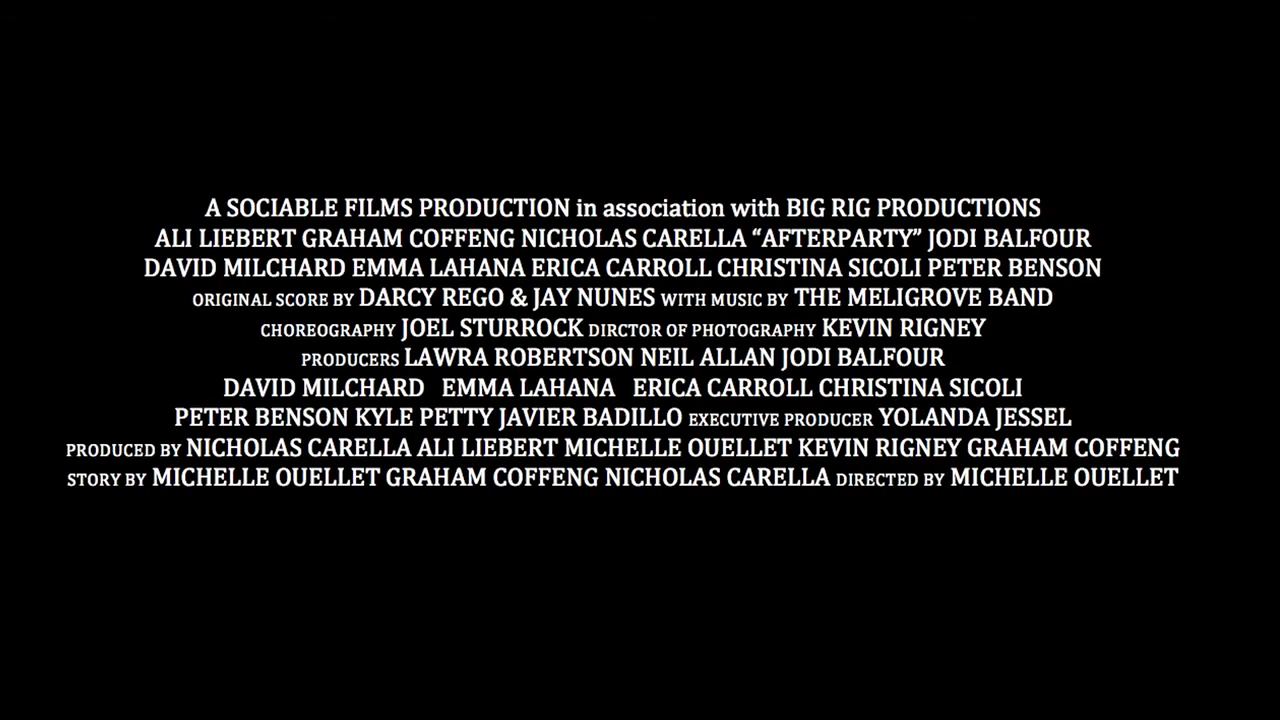 A SOCIABLE FILMS PRODUCTION in association with BIG RIG PRODUCTIONS
ALI LIEBERT GRAHAM COFFENG NICHOLAS CARELLA “AFTERPARTY” JODI BALFOUR
DAVID MILCHARD EMMA LAHANA ERICA CARROLL CHRISTINA SICOLI PETER BENSON
ORIGINAL SCORE BY DARCY REGO & JAY NUNES WITH MUSIC BY THE MELIGROVE BAND
CHOREOGRAPHY JOEL STURROCK DIRCTOR OF PHOTOGRAPHY KEVIN RIGNEY
PRODUCERS LAWRA ROBERTSON NEIL ALLAN JODI BALFOUR
DAVID MILCHARD EMMA LAHANA ERICA CARROLL CHRISTINA SICOLI
PETER BENSON KYLE PETTY JAVIER BADILLO EXECUTIVE PRODUCER YOLANDA JESSEL
PRODUCED BY NICHOLAS CARELLA ALI LIEBERT MICHELLE OUELLET KEVIN RIGNEY GRAHAM COFFENG
STORY BY MICHELLE OUELLET GRAHAM COFFENG NICHOLAS CARELLA DIRECTED BY MICHELLE OUELLET